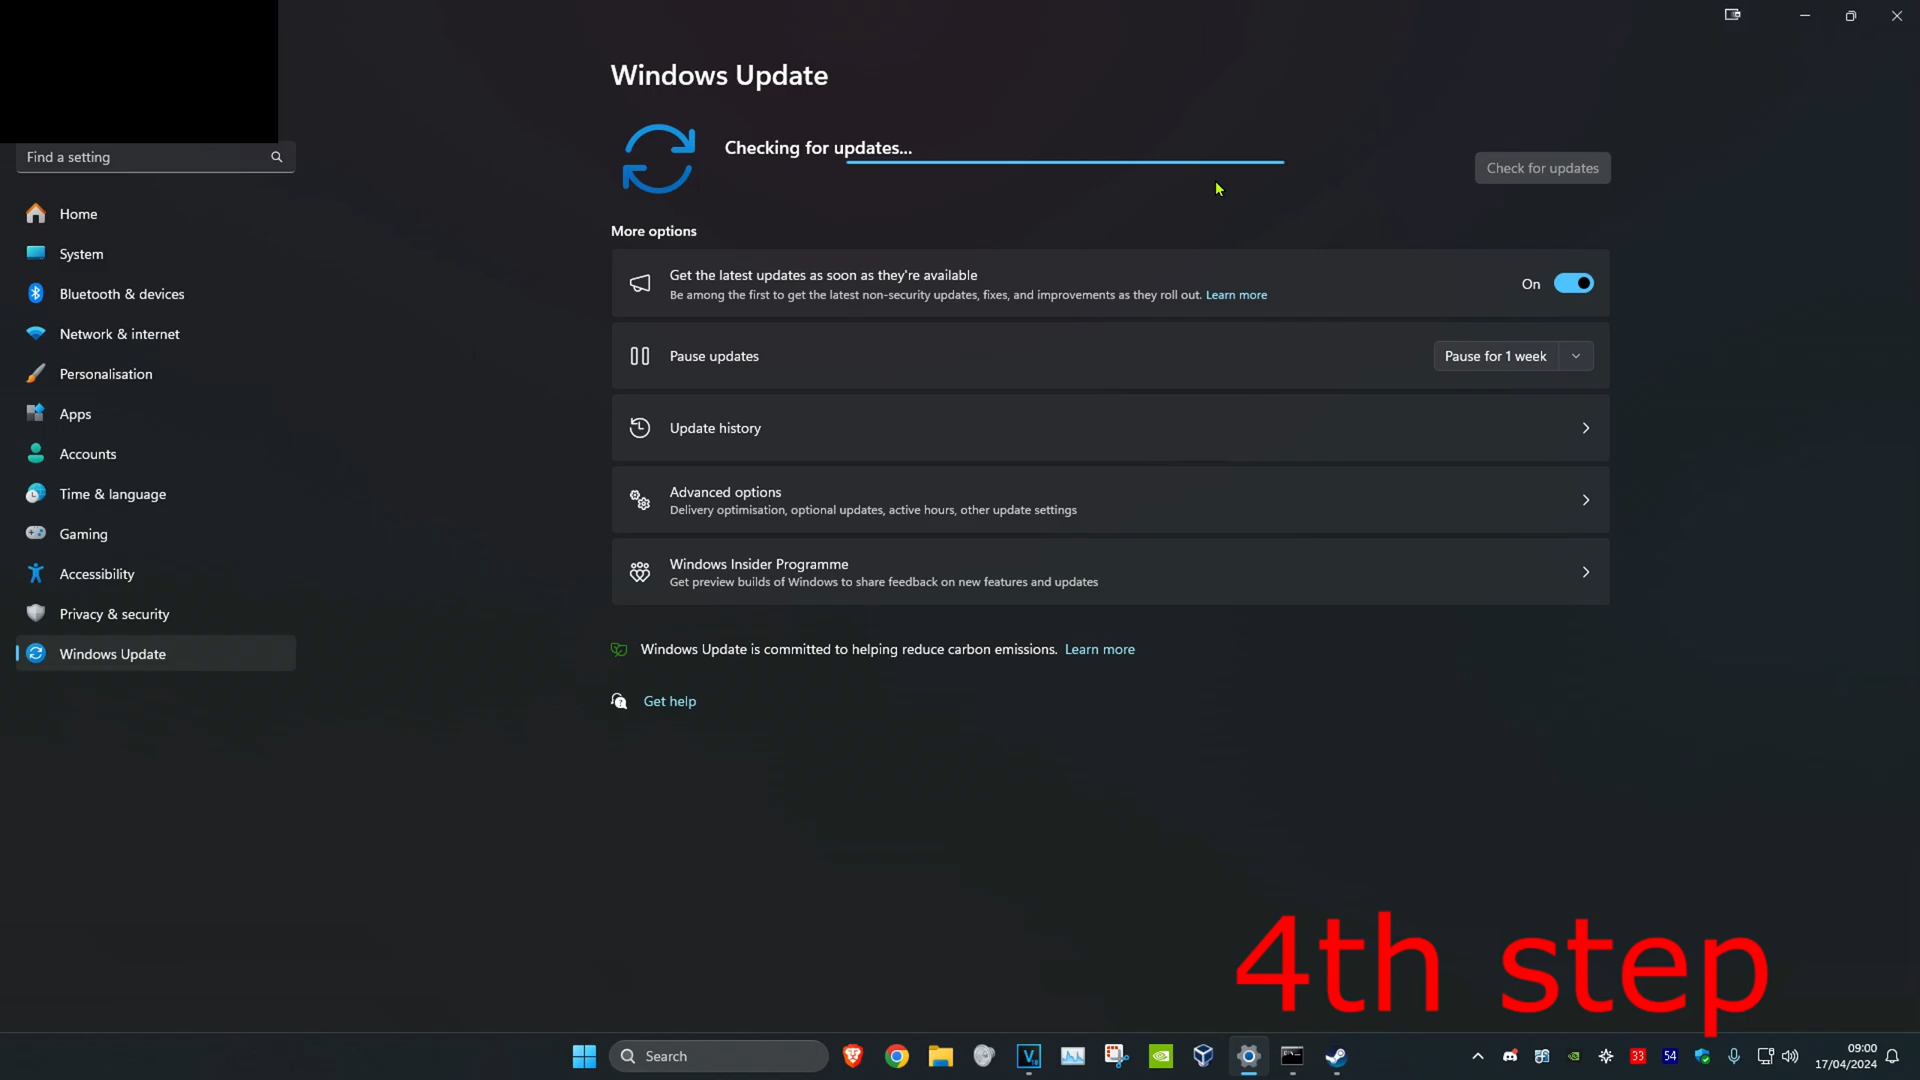 Windows Update
Checking for updates...
Check for updates
Find a setting
Home
System
Bluetooth & devices
Network & internet
Personalisation
Apps
Accounts
Time & language
Gaming
Accessibility
Privacy & security
Windows Update
More options
Get the latest updates as soon as they're available
Be among the first to get the latest non-security updates, fixes, and improvements as they roll out. Learn more
On
Pause updates
Pause for 1 week
Update history
Advanced options
Delivery optimisation, optional updates, active hours, other update settings
Windows Insider Programme
Get preview builds of Windows to share feedback on new features and updates
Windows Update is committed to helping reduce carbon emissions. Learn more
Get help
4th step
Search
33
54
09:00
17/04/2024